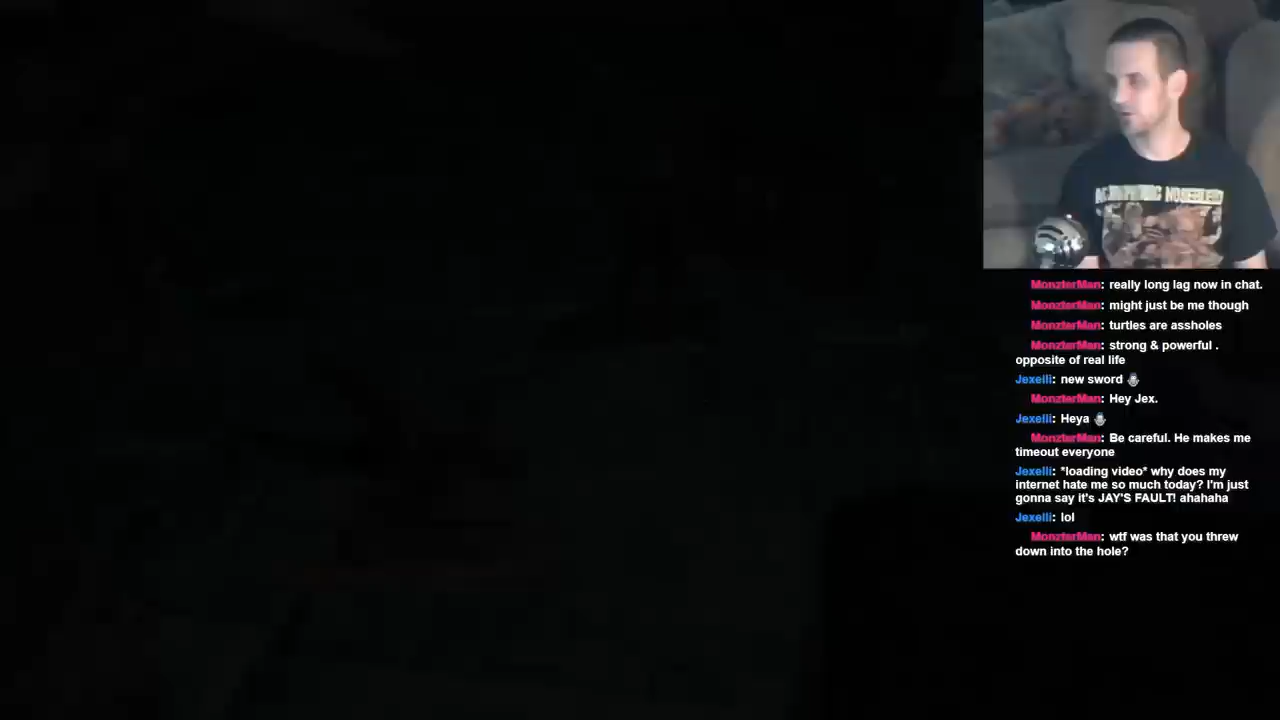 MonzterMan: really long lag now in chat.
MonzterMan: might just be me though
MonzterMan: turtles are assholes
MonzterMan: strong & powerful .
opposite of real life
Jexelli: new sword
MonzterMan: Hey Jex.
Jexelli: Heya
MonzterMan: Be careful. He makes me
timeout everyone
Jexelli: *loading video* why does my
internet hate me so much today? I'm just
gonna say it's JAY'S FAULT! ahahaha
Jexelli: lol
MonzterMan: wtf was that you threw
down into the hole?